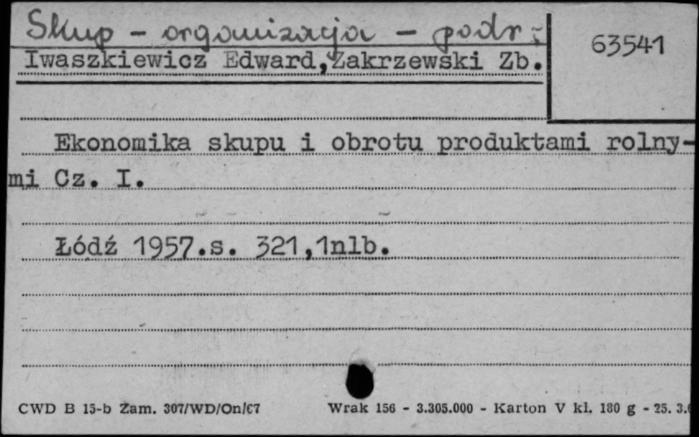 Skup - organizacja - podr.
63541
Iwaszkiewicz Edward,Zakrzewski Zb.
Ekonomika skupu i obrotu produktami rolny-
mi Cz. I.
Łódź 1957.s. 321,1nlb.
CWD B 15-b Zam. 307/WD/On/67 Wrak 156 - 3.305.000 - Karton V kl. 180 g - 25. 3.